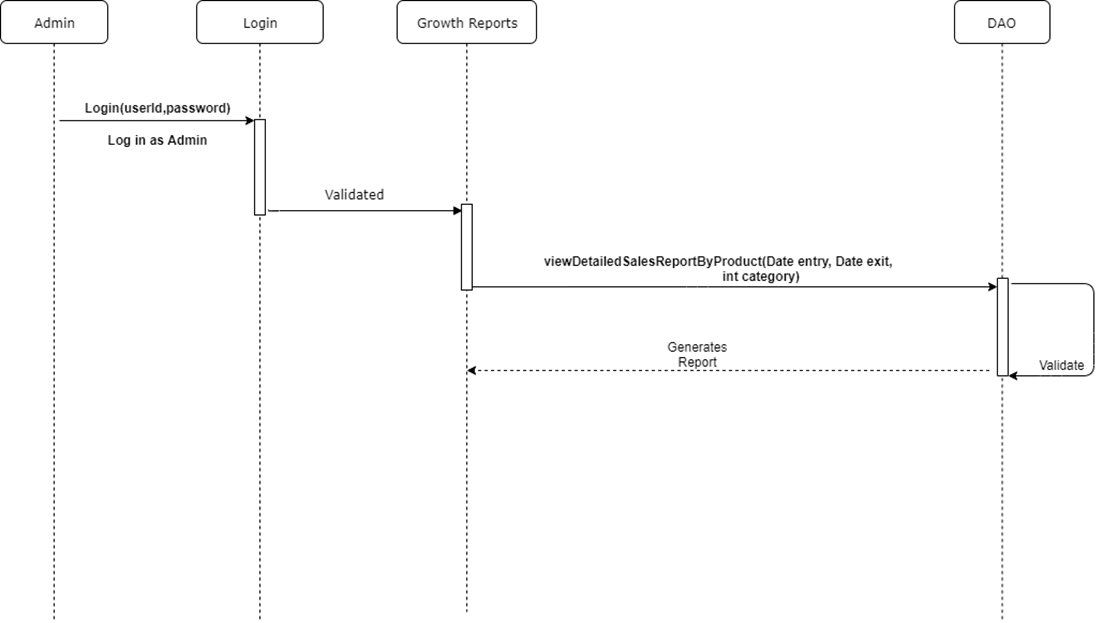 Admin
Login
Growth Reports
DAO
Login(userId,password)
Log in as Admin
Validated
viewDetailedSalesReportByProduct(Date entry, Date exit,
int category)
Generates
Report
Validate